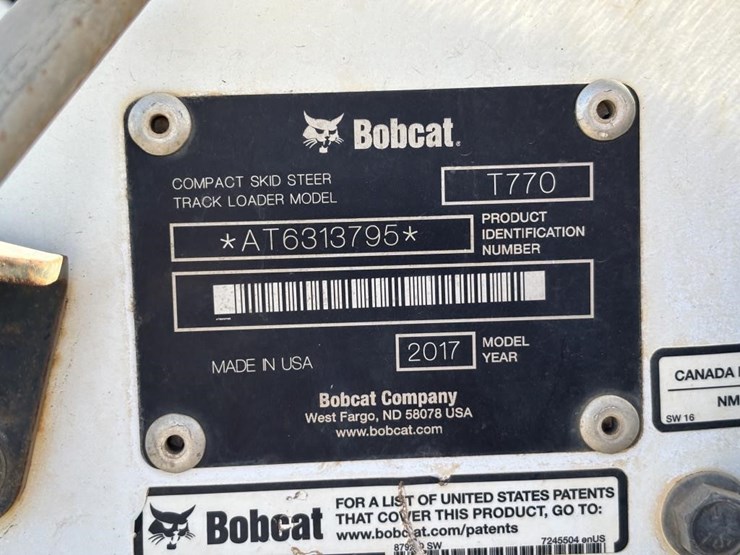 Bobcat.
COMPACT SKID STEER
TRACK LOADER MODEL
T770
*AT6313795*
PRODUCT
IDENTIFICATION
NUMBER
MADE IN USA
2017
MODEL
YEAR
Bobcat Company
West Fargo, ND 58078 USA
www.bobcat.com
CANADA
NM
SW 16
Bobcat
FOR A LIST OF UNITED STATES PATENTS
THAT COVER THIS PRODUCT, GO TO:
www.bobcat.com/patents
SW
7245504 enUS